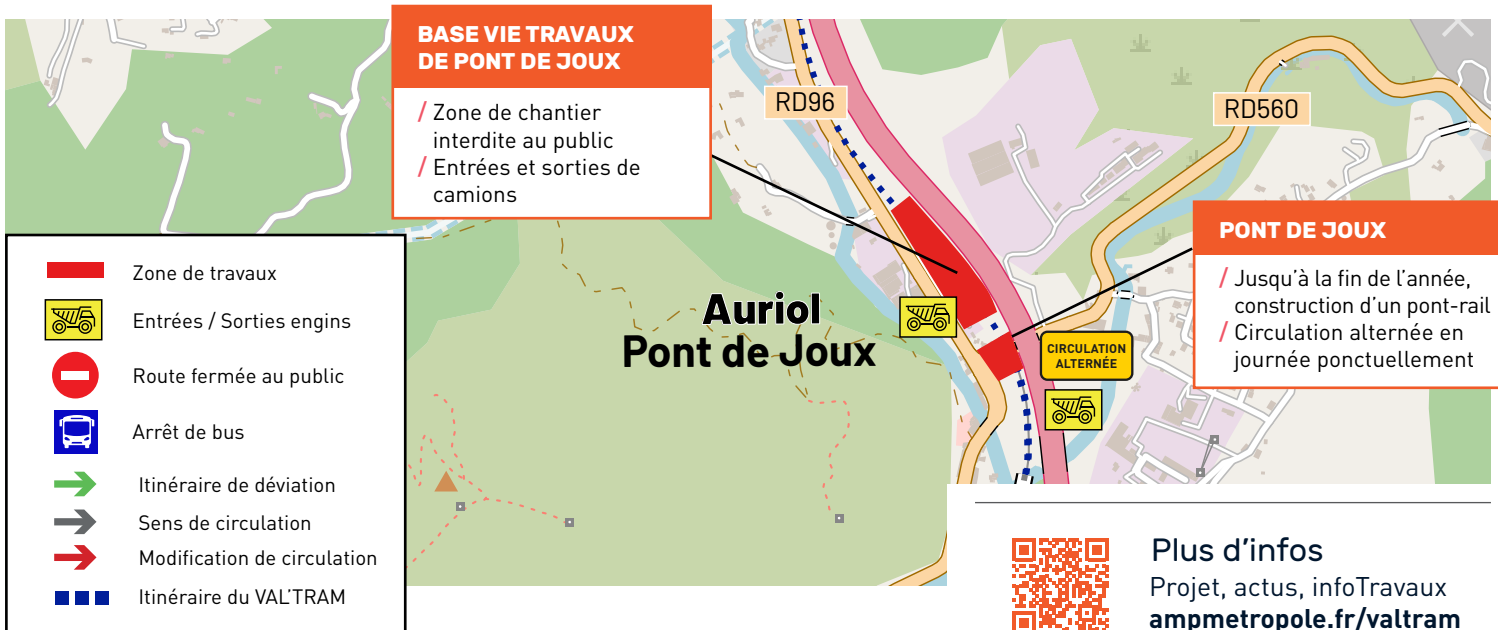 BASE VIE TRAVAUX
DE PONT DE JOUX
/ Zone de chantier
interdite au public
/ Entrées et sorties de
camions
RD96
RD560
PONT DE JOUX
/ Jusqu’à la fin de l’année,
construction d’un pont-rail
/ Circulation alternée en
journée ponctuellement
Auriol
Pont de Joux
CIRCULATION
ALTERNÉE
Zone de travaux
Entrées / Sorties engins
Route fermée au public
Arrêt de bus
Itinéraire de déviation
Sens de circulation
Modification de circulation
Itinéraire du VAL’TRAM
Plus d’infos
Projet, actus, infoTravaux
ampmetropole.fr/valtram